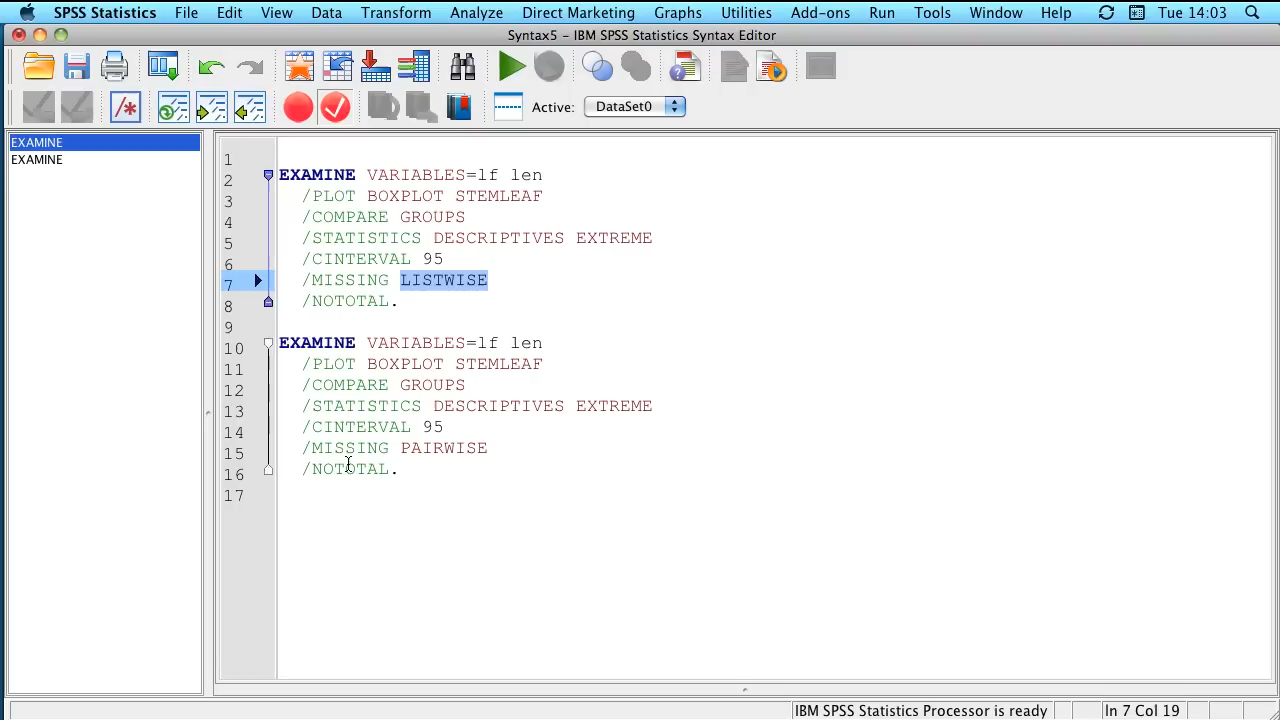 SPSS Statistics File Edit View Data Transform Analyze Direct Marketing Graphs Utilities Add-ons Run Tools Window Help Tue 14:03
Syntax5 – IBM SPSS Statistics Syntax Editor
/*
Active: DataSet0
EXAMINE
EXAMINE
1
2 EXAMINE VARIABLES=lf len
3 /PLOT BOXPLOT STEMLEAF
4 /COMPARE GROUPS
5 /STATISTICS DESCRIPTIVES EXTREME
6 /CINTERVAL 95
7 /MISSING LISTWISE
8 /NOTOTAL.
9
10 EXAMINE VARIABLES=lf len
11 /PLOT BOXPLOT STEMLEAF
12 /COMPARE GROUPS
13 /STATISTICS DESCRIPTIVES EXTREME
14 /CINTERVAL 95
15 /MISSING PAIRWISE
16 /NOTOTAL.
17
IBM SPSS Statistics Processor is ready In 7 Col 19